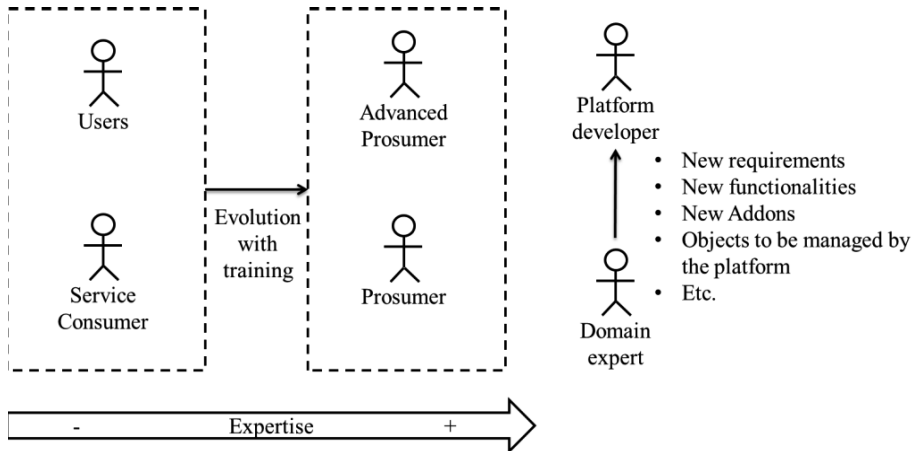 Users
Service
Consumer
Evolution
with
training
Advanced
Prosumer
Prosumer
Platform
developer
• New requirements
• New functionalities
• New Addons
• Objects to be managed by
the platform
• Etc.
Domain
expert
- Expertise +